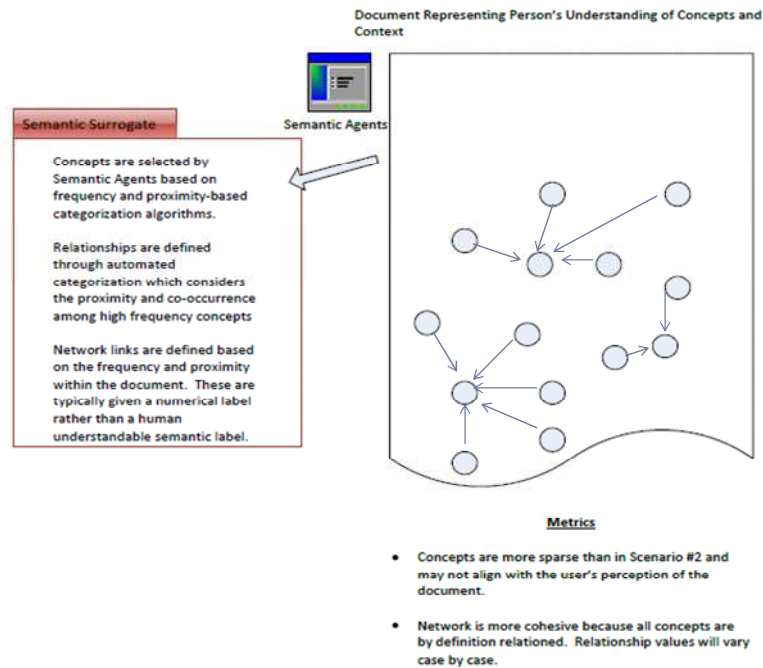 Document Representing Person's Understanding of Concepts and
Context
Semantic Agents
Semantic Surrogate
Concepts are selected by
Semantic Agents based on
frequency and proximity-based
categorization algorithms.
Relationships are defined
through automated
categorization which considers
the proximity and co-occurrence
among high frequency concepts
Network links are defined based
on the frequency and proximity
within the document. These are
typically given a numerical label
rather than a human
understandable semantic label.
Metrics
• Concepts are more sparse than in Scenario #2 and
may not align with the user's perception of the
document.
• Network is more cohesive because all concepts are
by definition relationed. Relationship values will vary
case by case.